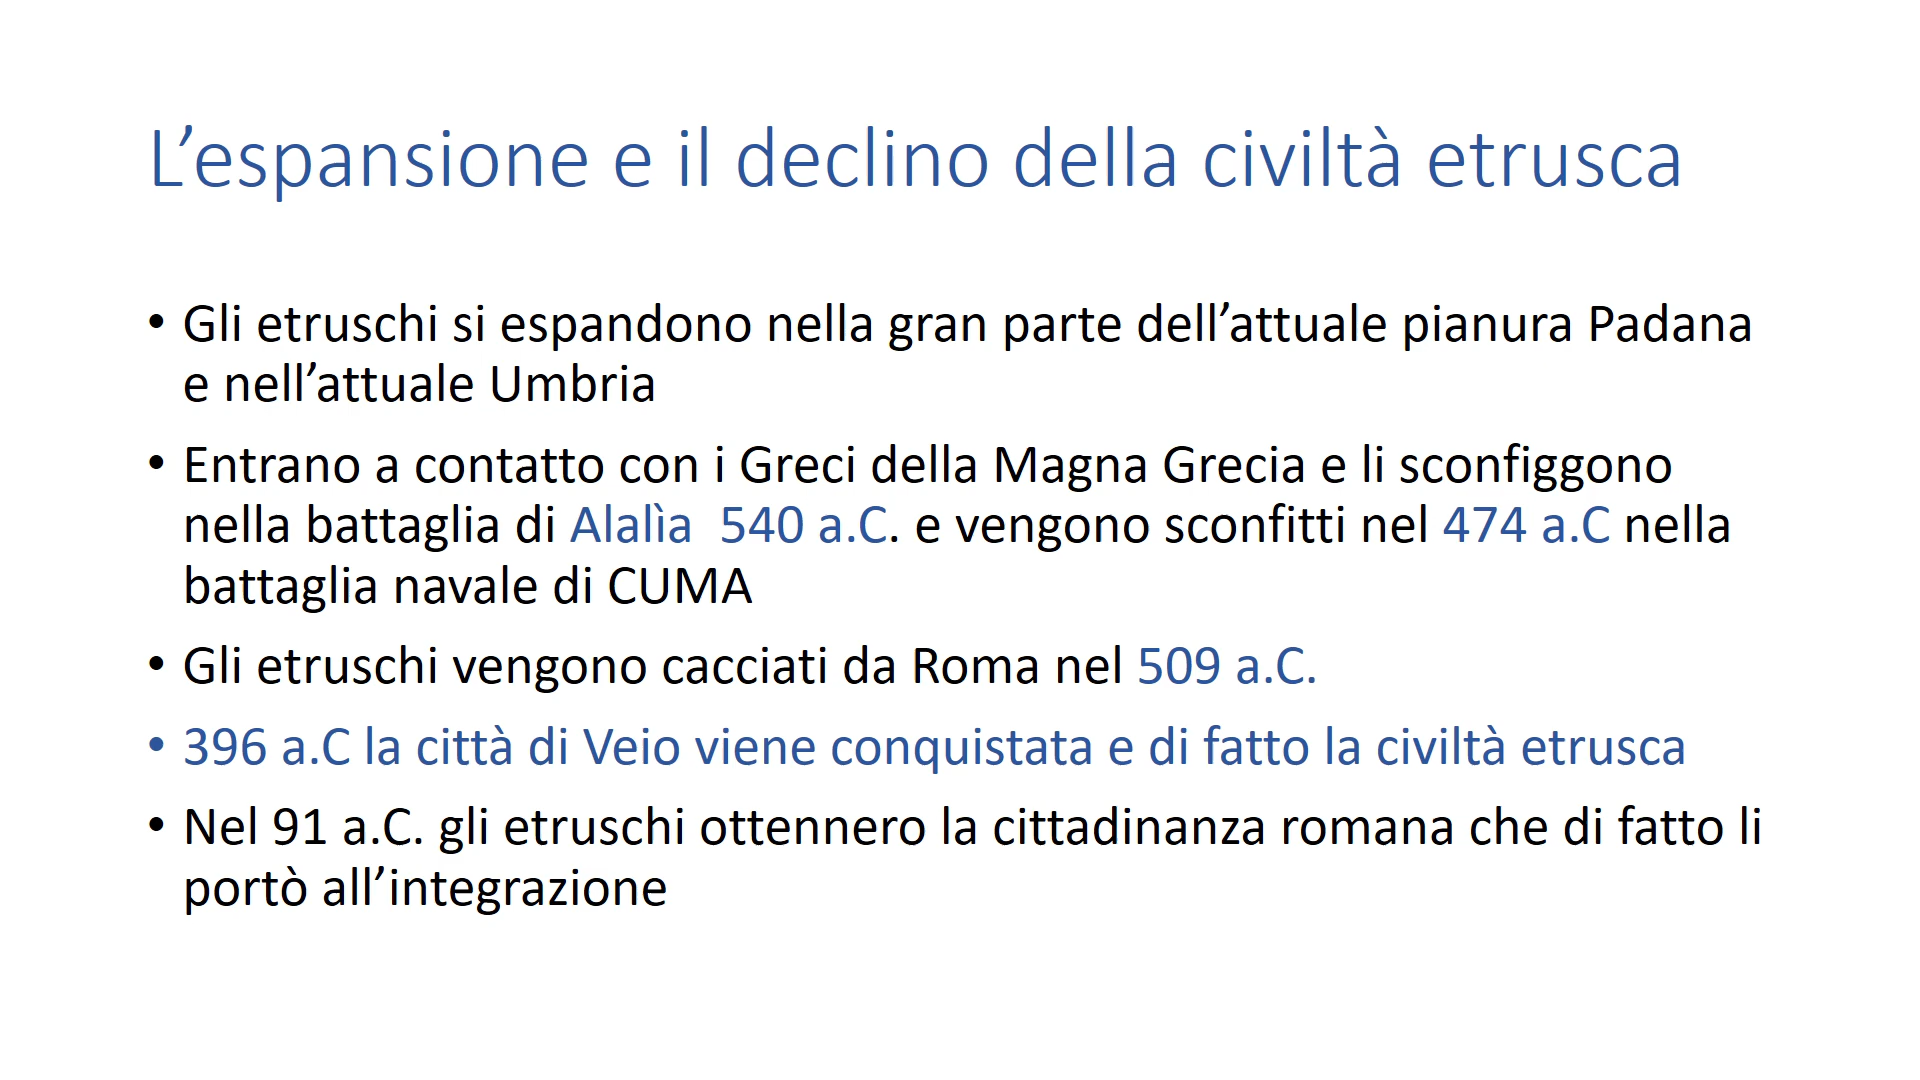 L’espansione e il declino della civiltà etrusca
• Gli etruschi si espandono nella gran parte dell’attuale pianura Padana
e nell’attuale Umbria
• Entrano a contatto con i Greci della Magna Grecia e li sconfiggono
nella battaglia di Alalìa  540 a.C. e vengono sconfitti nel 474 a.C nella
battaglia navale di CUMA
• Gli etruschi vengono cacciati da Roma nel 509 a.C.
• 396 a.C la città di Veio viene conquistata e di fatto la civiltà etrusca
• Nel 91 a.C. gli etruschi ottennero la cittadinanza romana che di fatto li
portò all’integrazione